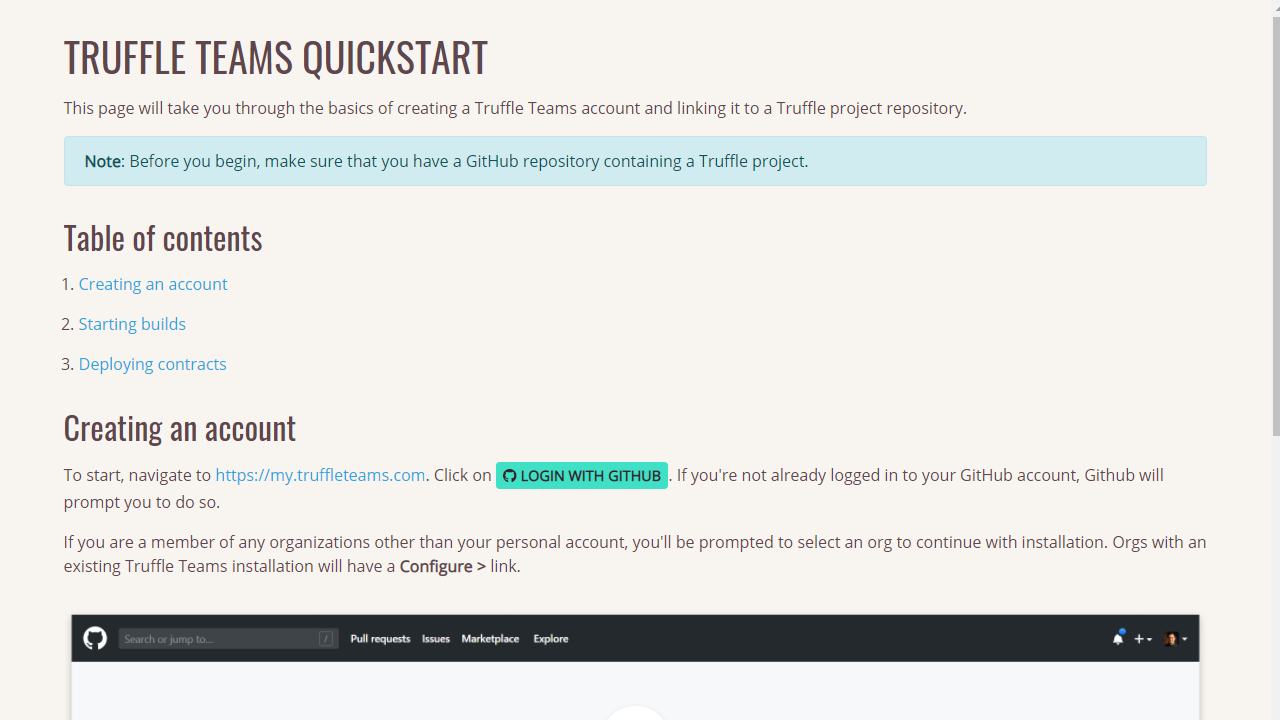 TRUFFLE TEAMS QUICKSTART
This page will take you through the basics of creating a Truffle Teams account and linking it to a Truffle project repository.
Note: Before you begin, make sure that you have a GitHub repository containing a Truffle project.
Table of contents
1. Creating an account
2. Starting builds
3. Deploying contracts
Creating an account
To start, navigate to https://my.truffleteams.com. Click on LOGIN WITH GITHUB. If you're not already logged in to your GitHub account, Github will
prompt you to do so.
If you are a member of any organizations other than your personal account, you'll be prompted to select an org to continue with installation. Orgs with an
existing Truffle Teams installation will have a Configure > link.
Search or jump to... / Pull requests Issues Marketplace Explore